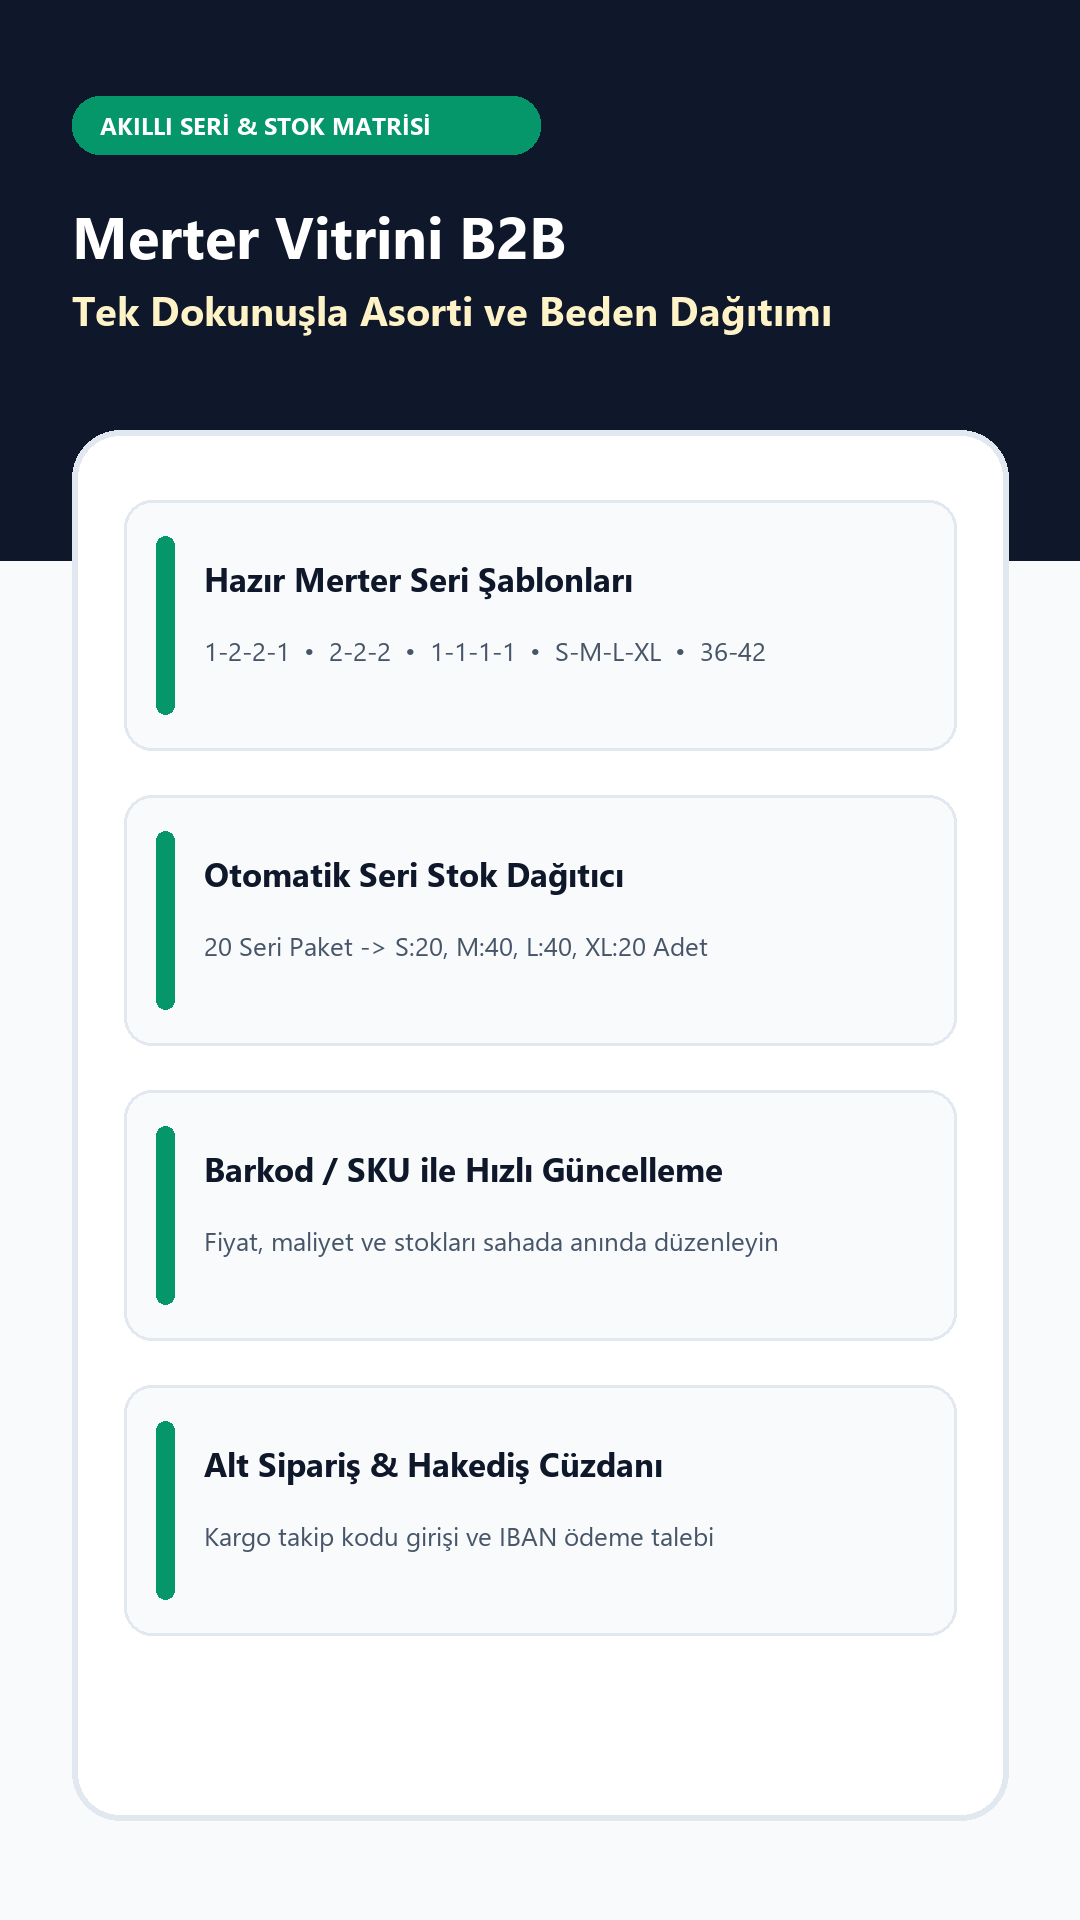 AKILLI SERİ & STOK MATRİSİ
Merter Vitrini B2B
Tek Dokunuşla Asorti ve Beden Dağıtımı
Hazır Merter Seri Şablonları
1-2-2-1 • 2-2-2 • 1-1-1-1 • S-M-L-XL • 36-42
Otomatik Seri Stok Dağıtıcı
20 Seri Paket -> S:20, M:40, L:40, XL:20 Adet
Barkod / SKU ile Hızlı Güncelleme
Fiyat, maliyet ve stokları sahada anında düzenleyin
Alt Sipariş & Hakediş Cüzdanı
Kargo takip kodu girişi ve IBAN ödeme talebi